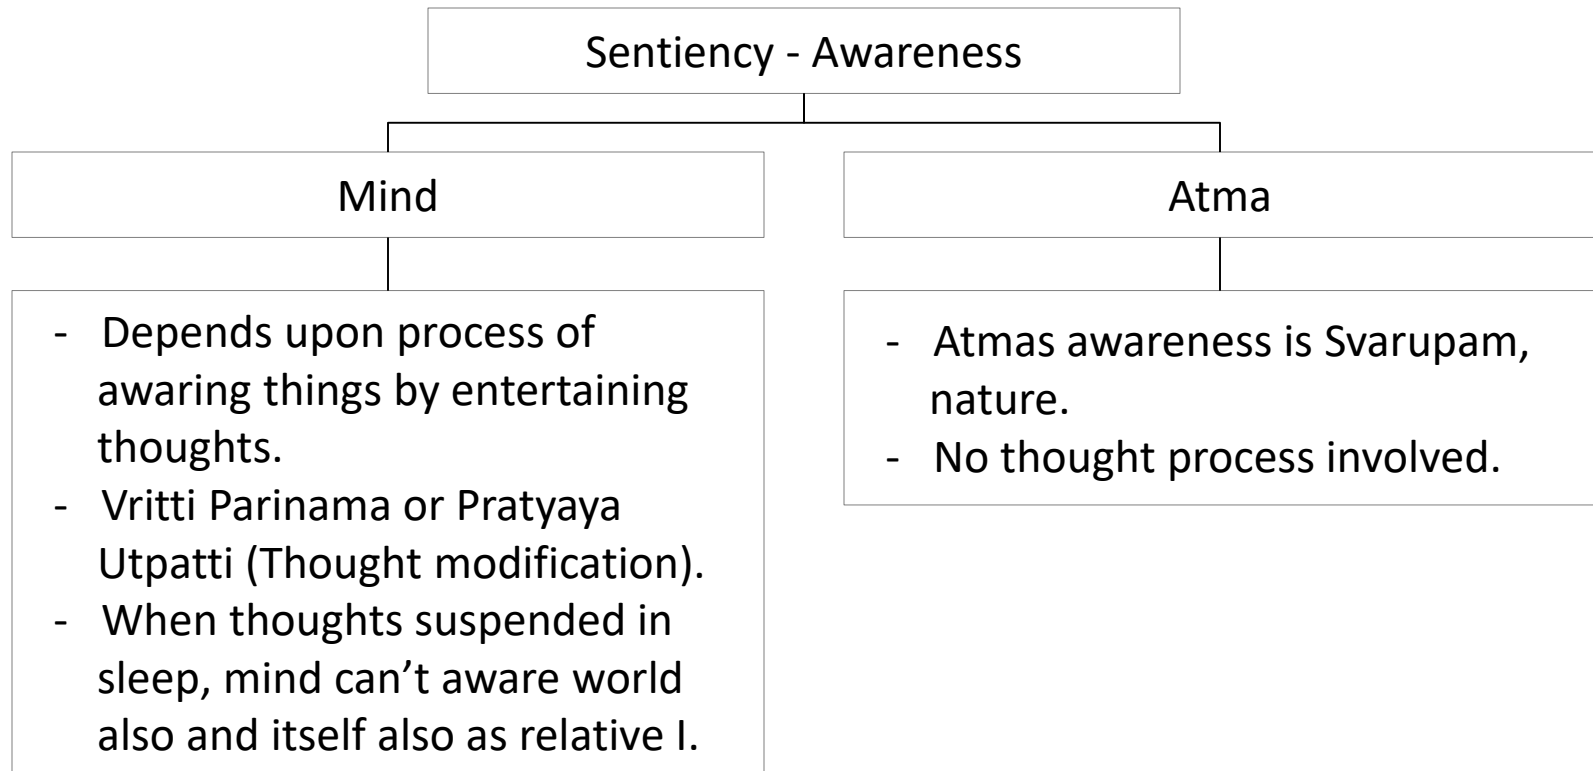 Sentiency - Awareness
Mind
Atma
- Depends upon process of
awaring things by entertaining
thoughts.
- Vritti Parinama or Pratyaya
Utpatti (Thought modification).
- When thoughts suspended in
sleep, mind can’t aware world
also and itself also as relative I.
- Atmas awareness is Svarupam,
nature.
- No thought process involved.